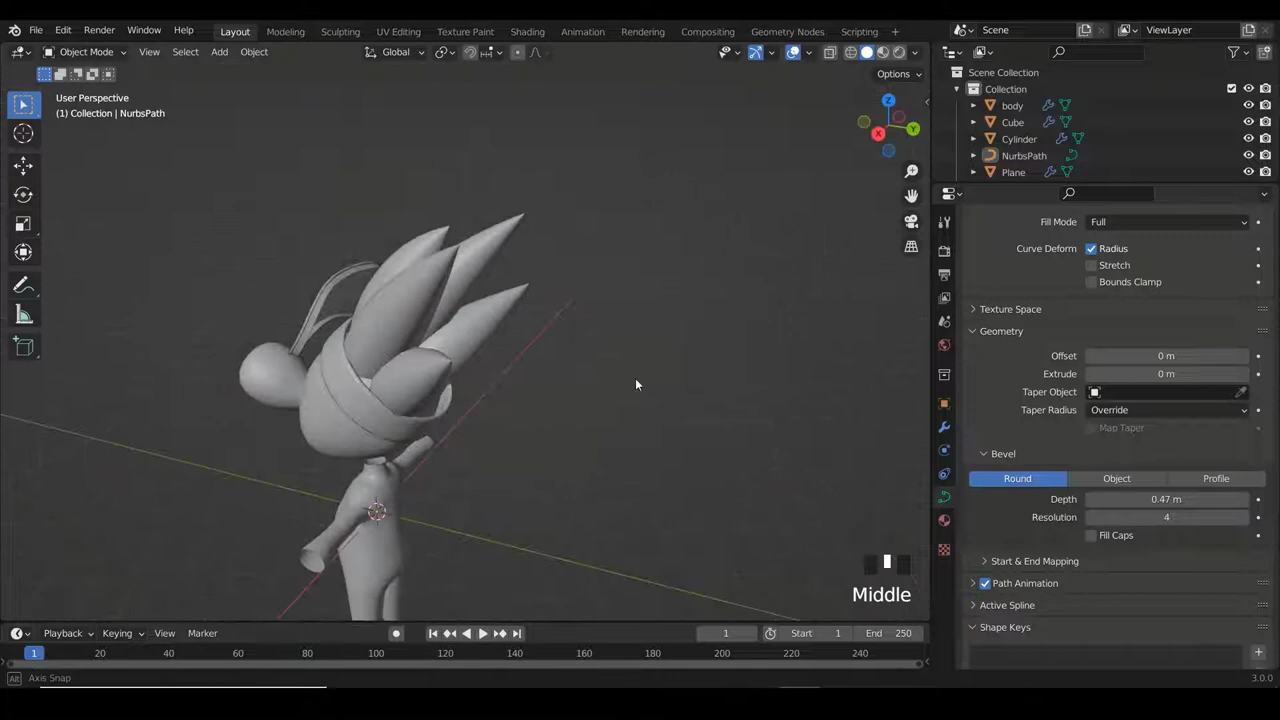 File Edit Render Window Help Layout Modeling Sculpting UV Editing Texture Paint Shading Animation Rendering Compositing Geometry Nodes Scripting + Scene ViewLayer
Object Mode View Select Add Object Global
Options
User Perspective
(1) Collection | NurbsPath
Z
Y
X
Scene Collection
Collection
body
Cube
Cylinder
NurbsPath
Plane
Fill Mode Full
Curve Deform Radius
Stretch
Bounds Clamp
Texture Space
Geometry
Offset 0 m
Extrude 0 m
Taper Object
Taper Radius Override
Map Taper
Bevel
Round Object Profile
Depth 0.47 m
Resolution 4
Fill Caps
Start & End Mapping
Path Animation
Active Spline
Shape Keys
Middle
Playback Keying View Marker 1 Start 1 End 250
1 20 40 60 80 100 120 140 160 180 200 220 240
Alt Axis Snap 3.0.0